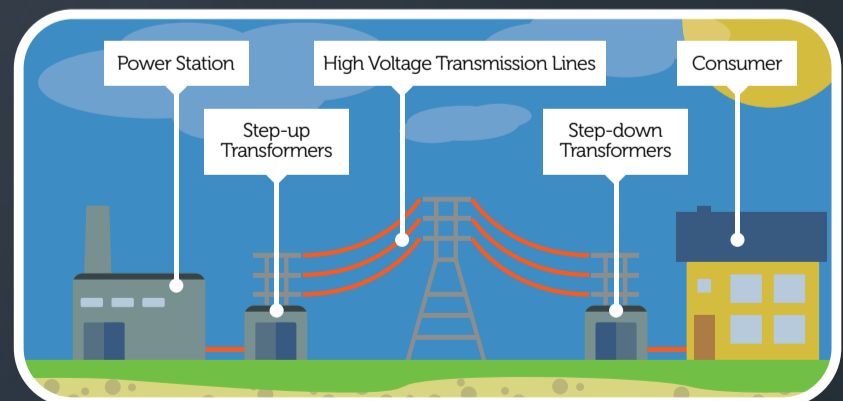 Power Station
High Voltage Transmission Lines
Consumer
Step-up
Transformers
Step-down
Transformers